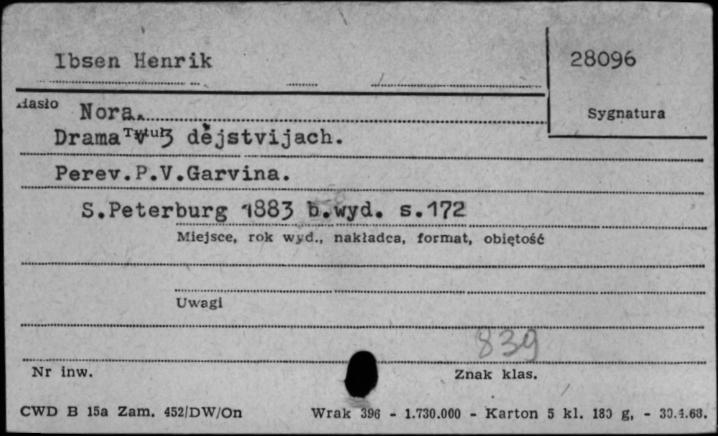 Ibsen Henrik
28096
Hasło
Nora.
Sygnatura
Drama v 3 dějstvijach.
Tytuł
Perev.P.V.Garvina.
S.Peterburg 1883 b.wyd. s.172
Miejsce, rok wyd., nakładca, format, obiętość
Uwagi
839
Nr inw.
Znak klas.
CWD B 15a Zam. 452/DW/On
Wrak 396 - 1.730.000 - Karton 5 kl. 180 g, - 30.4.68.